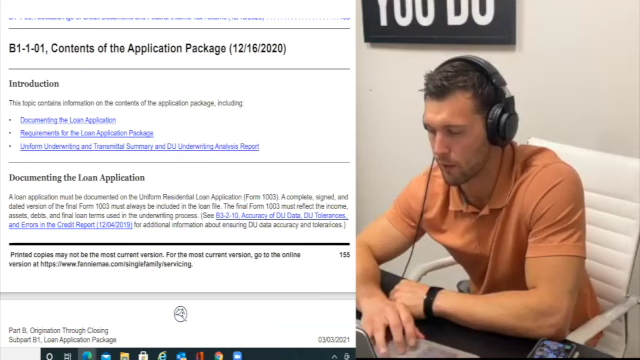 YOU DO
B1-1-01, Contents of the Application Package (12/16/2020)
Introduction
This topic contains information on the contents of the application package, including:
• Documenting the Loan Application
• Requirements for the Loan Application Package
• Uniform Underwriting and Transmittal Summary and DU Underwriting Analysis Report
Documenting the Loan Application
A loan application must be documented on the Uniform Residential Loan Application (Form 1003). A complete, signed, and
dated version of the final Form 1003 must always be included in the loan file. The final Form 1003 must reflect the income,
assets, debts, and final loan terms used in the underwriting process. (See B3-2-10, Accuracy of DU Data, DU Tolerances,
and Errors in the Credit Report (12/04/2019) for additional information about ensuring DU data accuracy and tolerances.)
Printed copies may not be the most current version. For the most current version, go to the online 155
version at https://www.fanniemae.com/singlefamily/servicing.
Part B, Origination Through Closing
Subpart B1, Loan Application Package 03/03/2021